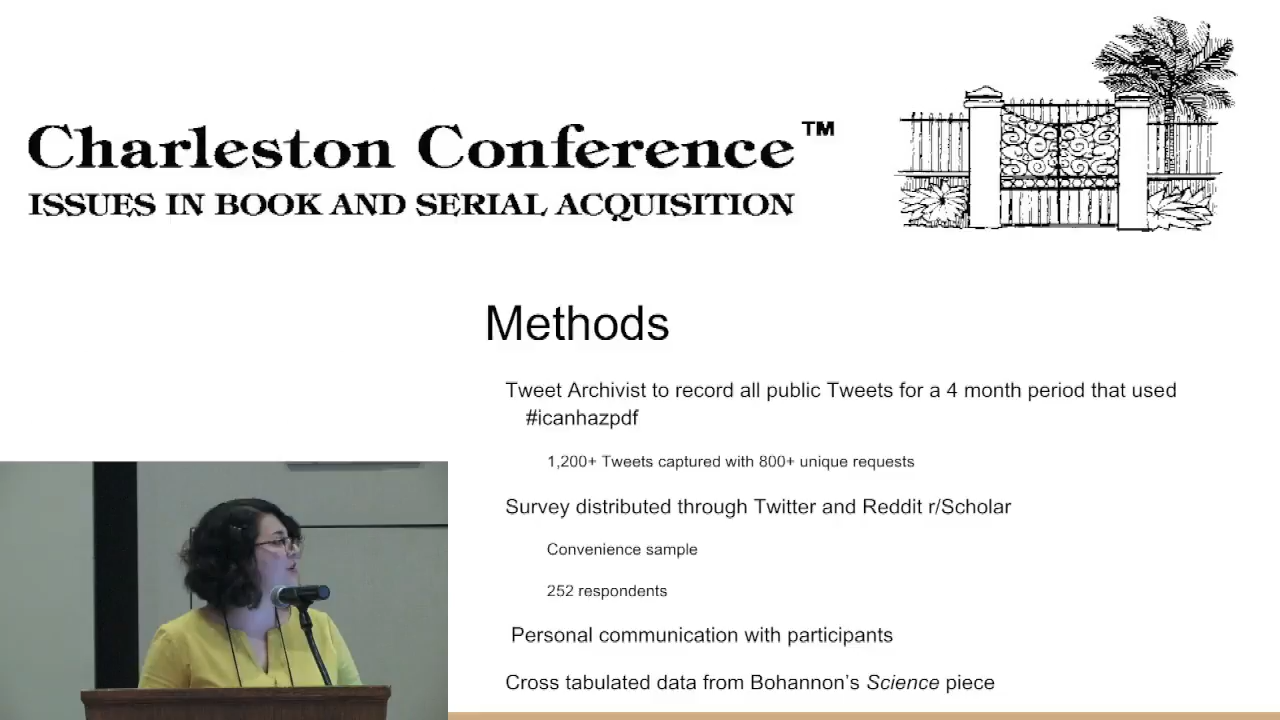 Charleston Conference™
ISSUES IN BOOK AND SERIAL ACQUISITION
Methods
Tweet Archivist to record all public Tweets for a 4 month period that used
#icanhazpdf
1,200+ Tweets captured with 800+ unique requests
Survey distributed through Twitter and Reddit r/Scholar
Convenience sample
252 respondents
Personal communication with participants
Cross tabulated data from Bohannon's Science piece